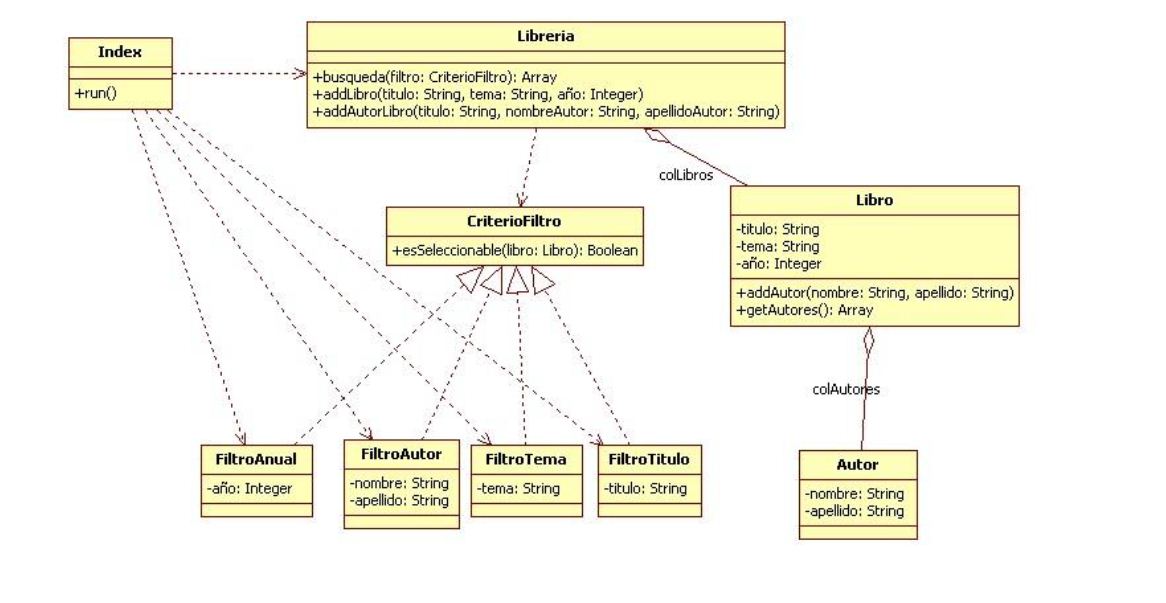 Index
+run()
Libreria
+busqueda(filtro: CriterioFiltro): Array
+addLibro(titulo: String, tema: String, año: Integer)
+addAutorLibro(titulo: String, nombreAutor: String, apellidoAutor: String)
colLibros
CriterioFiltro
+esSeleccionable(libro: Libro): Boolean
Libro
-titulo: String
-tema: String
-año: Integer
+addAutor(nombre: String, apellido: String)
+getAutores(): Array
colAutores
FiltroAnual
-año: Integer
FiltroAutor
-nombre: String
-apellido: String
FiltroTema
-tema: String
FiltroTitulo
-titulo: String
Autor
-nombre: String
-apellido: String